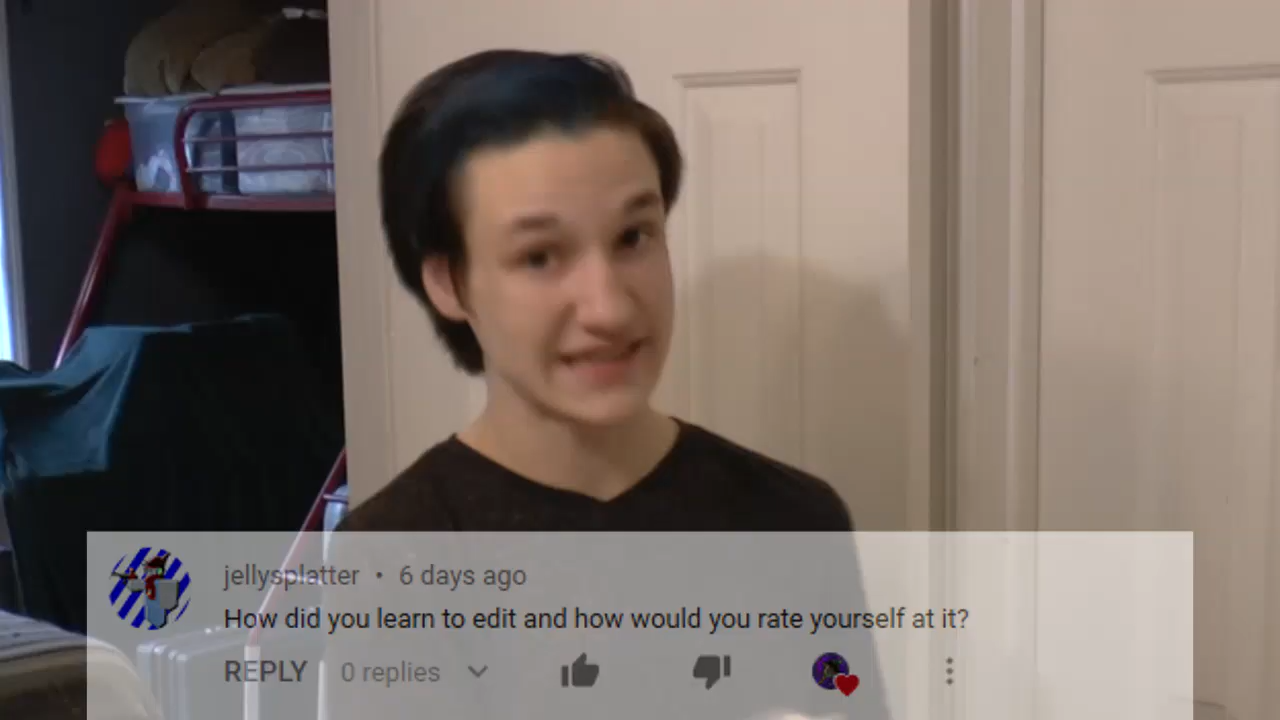 jellysplatter • 6 days ago
How did you learn to edit and how would you rate yourself at it?
REPLY 0 replies